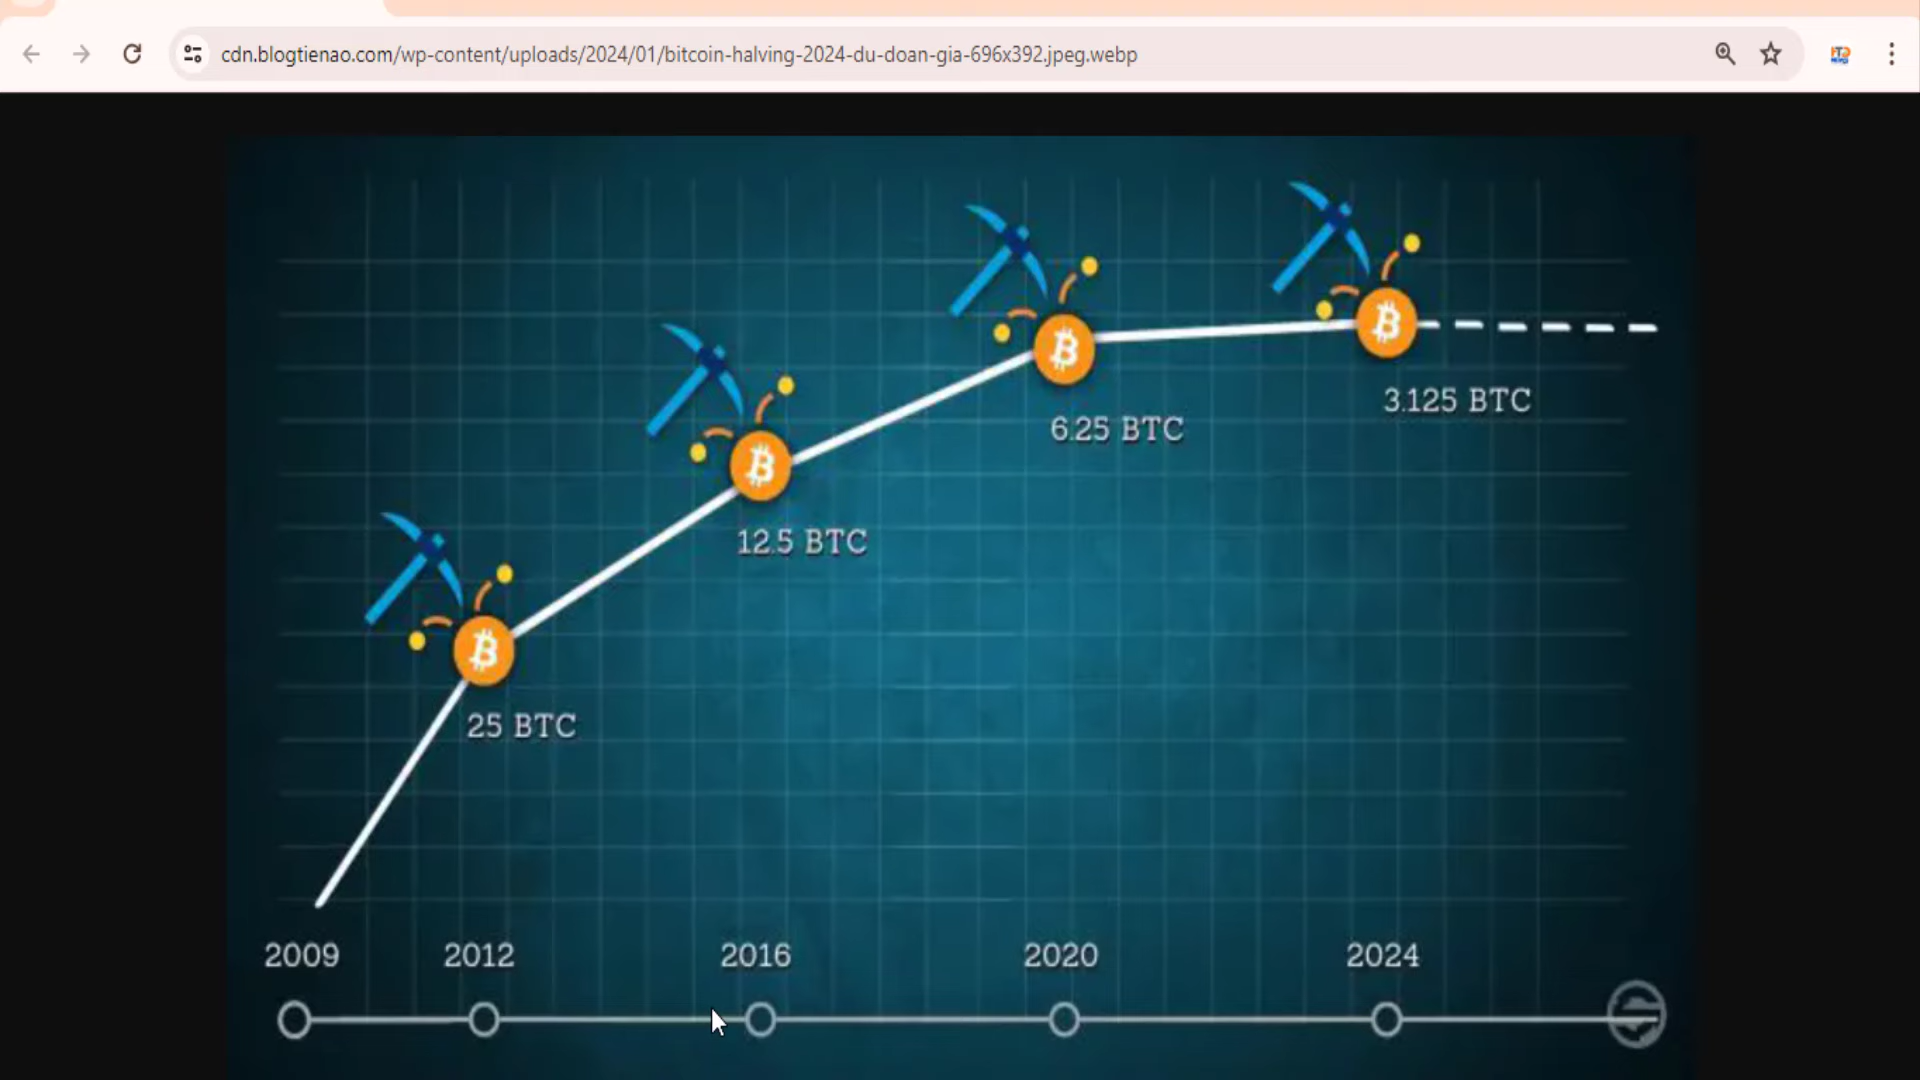 cdn.blogtienao.com/wp-content/uploads/2024/01/bitcoin-halving-2024-du-doan-gia-696x392.jpeg.webp
3.125 BTC
6.25 BTC
12.5 BTC
25 BTC
2009 2012 2016 2020 2024